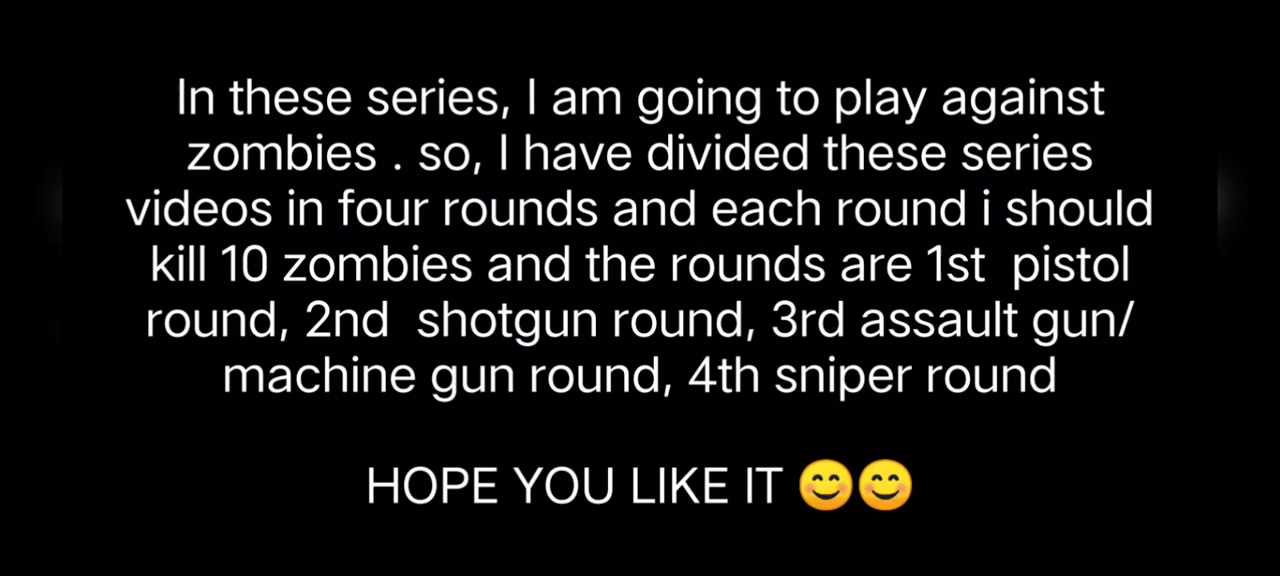 In these series, I am going to play against
zombies . so, I have divided these series
videos in four rounds and each round i should
kill 10 zombies and the rounds are 1st  pistol
round, 2nd  shotgun round, 3rd assault gun/
machine gun round, 4th sniper round
HOPE YOU LIKE IT 😊😊